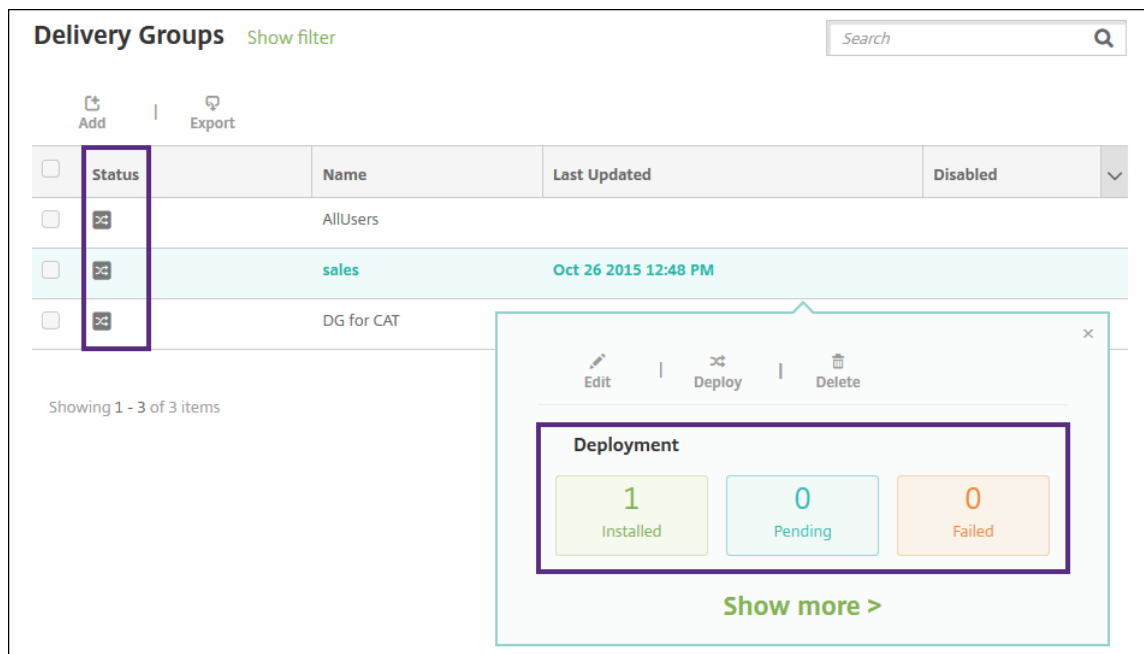 Delivery Groups Show filter
Search
Add | Export
Status Name Last Updated Disabled
AllUsers
sales Oct 26 2015 12:48 PM
DG for CAT
×
Edit | Deploy | Delete
Showing 1 - 3 of 3 items
Deployment
1 0 0
Installed Pending Failed
Show more >